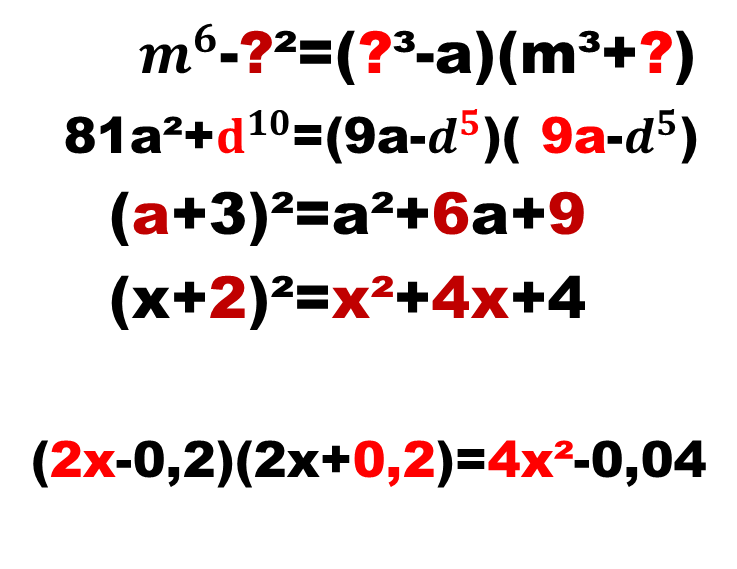 m⁶-?²=(?³-a)(m³+?)
81a²+d¹⁰=(9a-d⁵)( 9a-d⁵)
(a+3)²=a²+6a+9
(x+2)²=x²+4x+4
(2x-0,2)(2x+0,2)=4x²-0,04